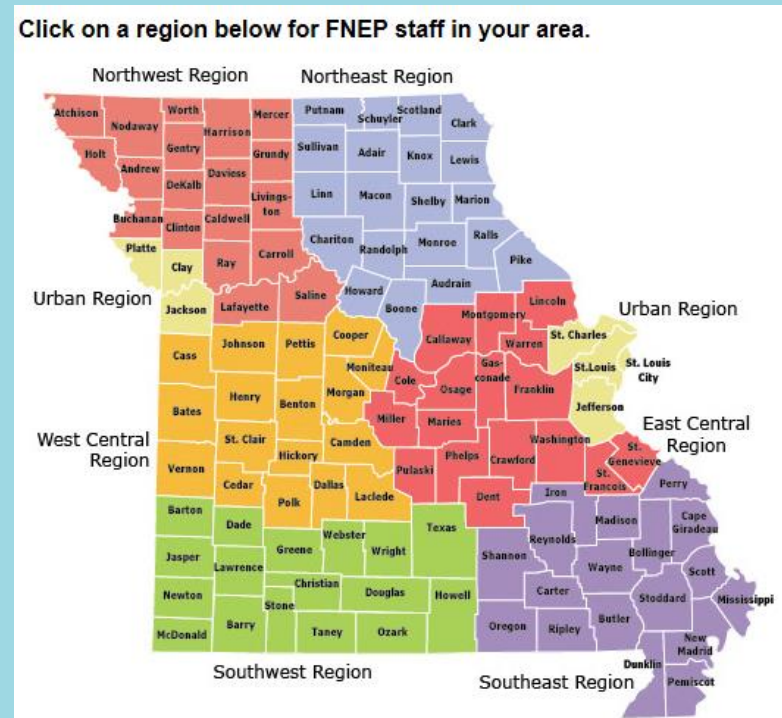 Click on a region below for FNEP staff in your area.
Northwest Region
Northeast Region
Atchison
Nodaway
Worth
Harrison
Mercer
Putnam
Schuyler
Scotland
Clark
Holt
Gentry
Andrew
Daviess
Grundy
Sullivan
Adair
Knox
Lewis
DeKalb
Livings-
ton
Linn
Macon
Shelby
Marion
Buchanan
Clinton
Caldwell
Chariton
Randolph
Monroe
Ralls
Pike
Platte
Clay
Ray
Carroll
Audrain
Urban Region
Jackson
Lafayette
Saline
Howard
Boone
Lincoln
Montgomery
Callaway
Warren
Urban Region
St. Charles
St.Louis
St. Louis
City
Jefferson
Cass
Johnson
Pettis
Cooper
Moniteau
Cole
Osage
Gas-
conade
Franklin
Bates
Henry
Benton
Morgan
Miller
Maries
East Central
Region
West Central
Region
St. Clair
Hickory
Camden
Pulaski
Phelps
Crawford
Washington
St.
Francois
St.
Genevieve
Vernon
Cedar
Polk
Dallas
Laclede
Dent
Iron
Perry
Barton
Dade
Greene
Webster
Wright
Texas
Shannon
Reynolds
Madison
Cape
Giradeau
Bollinger
Jasper
Lawrence
Christian
Douglas
Howell
Wayne
Scott
Newton
Stone
Carter
Stoddard
Mississippi
McDonald
Barry
Taney
Ozark
Oregon
Ripley
Butler
New
Madrid
Dunklin
Pemiscot
Southwest Region
Southeast Region